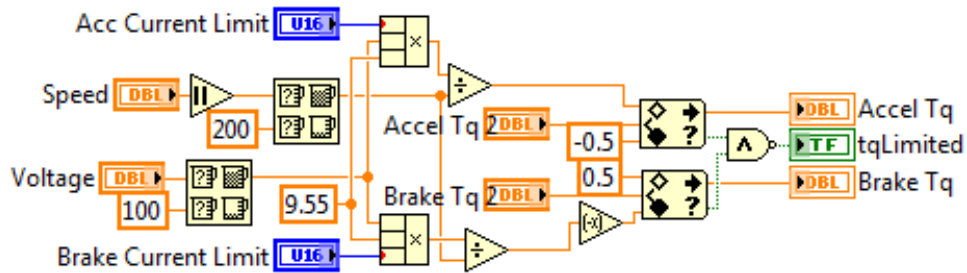 Acc Current Limit U16
Speed DBL
200
Accel Tq 2 DBL
-0.5
Accel Tq
DBL
TF tqLimited
Voltage DBL
100
9.55
Brake Tq 2 DBL
0.5
DBL Brake Tq
Brake Current Limit U16
× ÷ ? ? ? ? ? ∧
× ÷ (-x) ? ? ?